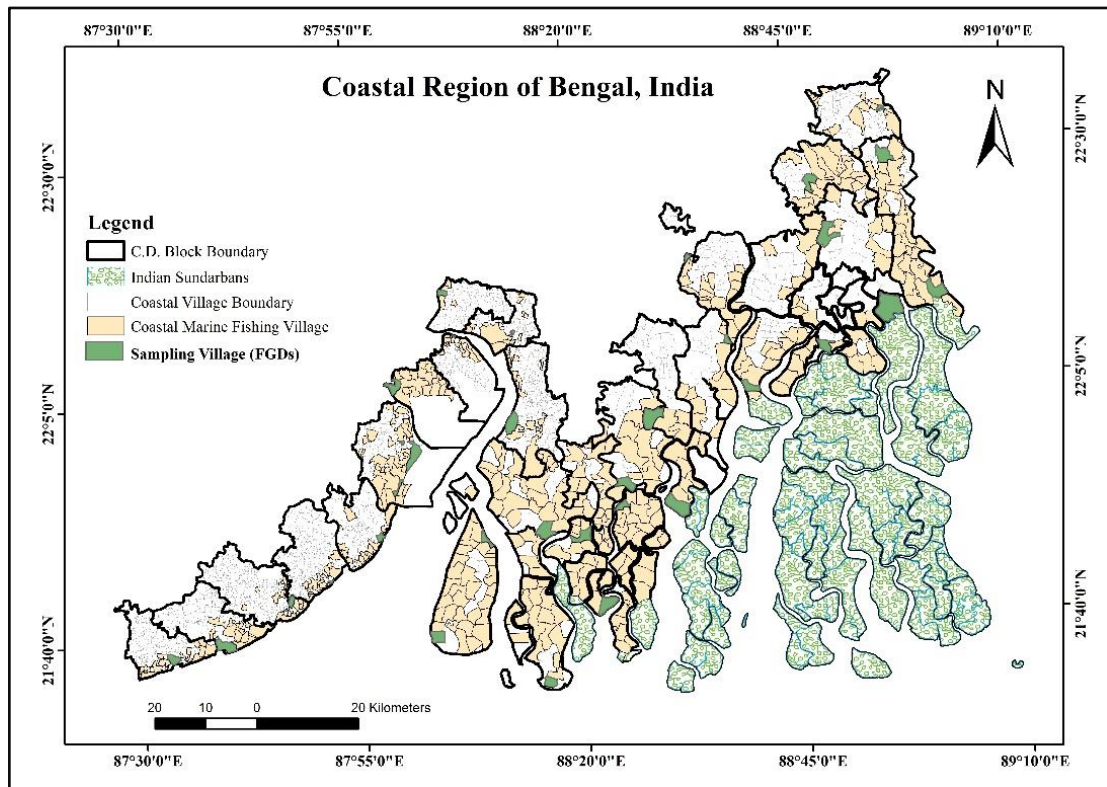 87°30'0"E 87°55'0"E 88°20'0"E 88°45'0"E 89°10'0"E
Coastal Region of Bengal, India
N
22°30'0"N
22°30'0"N
Legend
C.D. Block Boundary
Indian Sundarbans
Coastal Village Boundary
Coastal Marine Fishing Village
Sampling Village (FGDs)
22°5'0"N
22°5'0"N
21°40'0"N
21°40'0"N
20 10 0 20 Kilometers
87°30'0"E 87°55'0"E 88°20'0"E 88°45'0"E 89°10'0"E